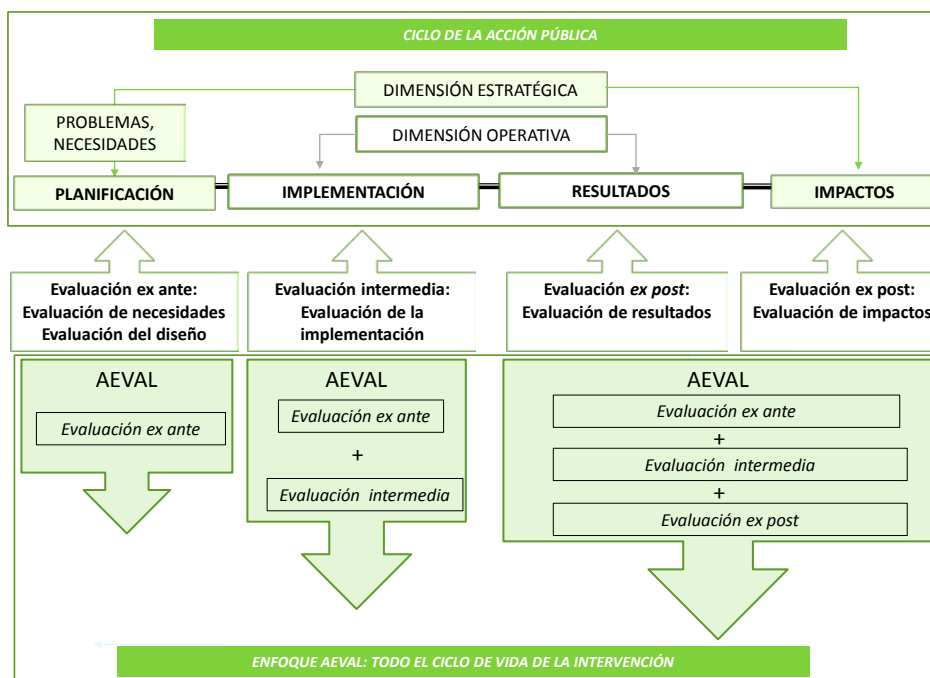 CICLO DE LA ACCIÓN PÚBLICA
DIMENSIÓN ESTRATÉGICA
PROBLEMAS,
NECESIDADES
DIMENSIÓN OPERATIVA
PLANIFICACIÓN
IMPLEMENTACIÓN
RESULTADOS
IMPACTOS
Evaluación ex ante:
Evaluación de necesidades
Evaluación del diseño
Evaluación intermedia:
Evaluación de la
implementación
Evaluación ex post:
Evaluación de resultados
Evaluación ex post:
Evaluación de impactos
AEVAL
Evaluación ex ante
AEVAL
Evaluación ex ante
+
Evaluación intermedia
AEVAL
Evaluación ex ante
+
Evaluación intermedia
+
Evaluación ex post
ENFOQUE AEVAL: TODO EL CICLO DE VIDA DE LA INTERVENCIÓN